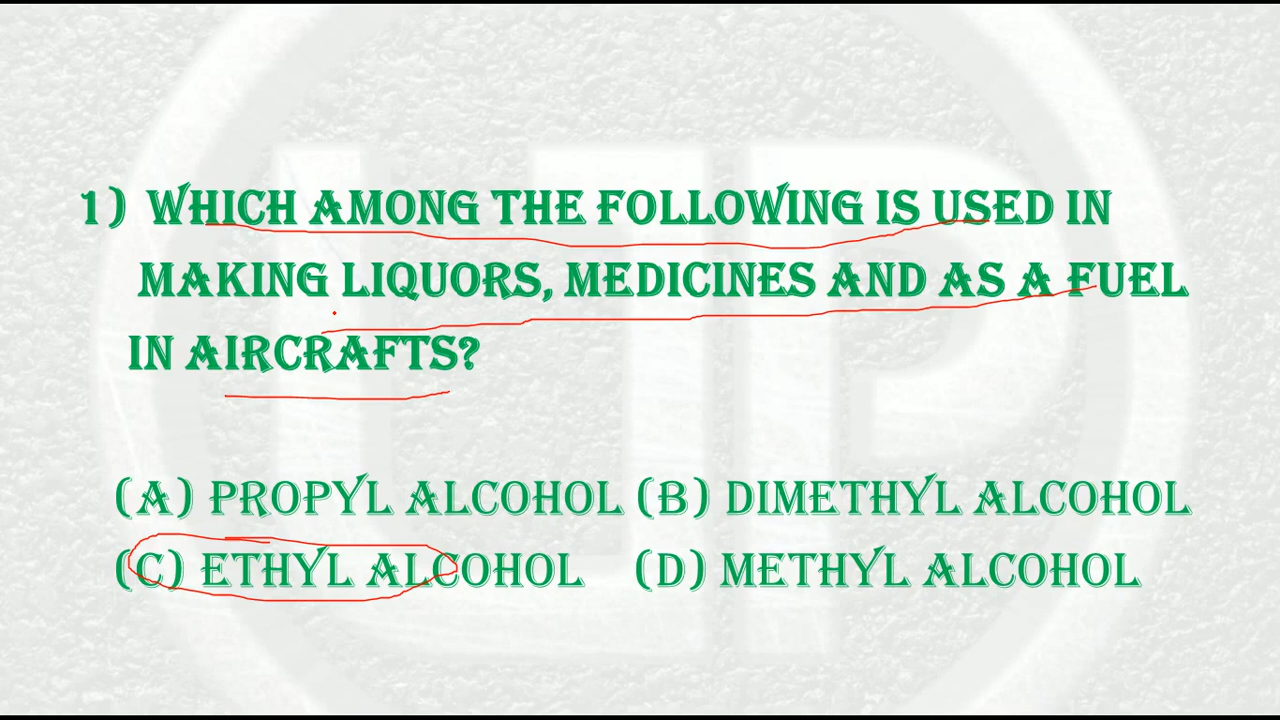 1) WHICH AMONG THE FOLLOWING IS USED IN
MAKING LIQUORS, MEDICINES AND AS A FUEL
IN AIRCRAFTS?
(A) PROPYL ALCOHOL (B) DIMETHYL ALCOHOL
(C) ETHYL ALCOHOL (D) METHYL ALCOHOL